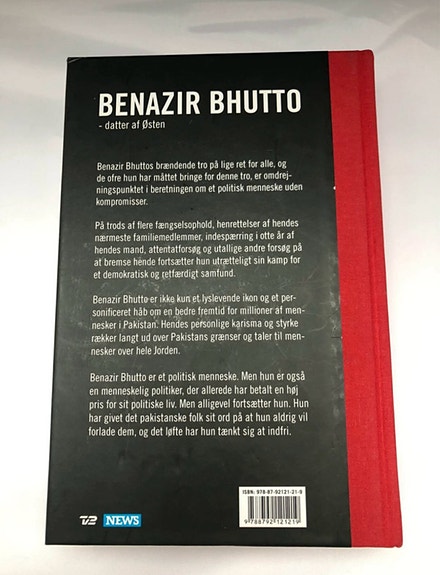 BENAZIR BHUTTO
- datter af Østen
Benazir Bhuttos brændende tro på lige ret for alle, og
de ofre hun har måttet bringe for denne tro, er omdrej-
ningspunktet i beretningen om et politisk menneske uden
kompromisser.
På trods af flere fængselsophold, henrettelser af hendes
nærmeste familiemedlemmer, indespærring i otte år af
hendes mand, attentatforsøg og utallige andre forsøg på
at bremse hende fortsætter hun utrætteligt sin kamp for
et demokratisk og retfærdigt samfund.
Benazir Bhutto er ikke kun et lyslevende ikon og et per-
sonificeret håb om en bedre fremtid for millioner af men-
nesker i Pakistan. Hendes personlige karisma og styrke
rækker langt ud over Pakistans grænser og taler til men-
nesker over hele Jorden.
Benazir Bhutto er et politisk menneske. Men hun er også
en menneskelig politiker, der allerede har betalt en høj
pris for sit politiske liv. Men alligevel fortsætter hun. Hun
har givet det pakistanske folk sit ord på at hun aldrig vil
forlade dem, og det løfte har hun tænkt sig at indfri.
ISBN: 978-87-92121-21-9
9 788792 121219
TV2 NEWS